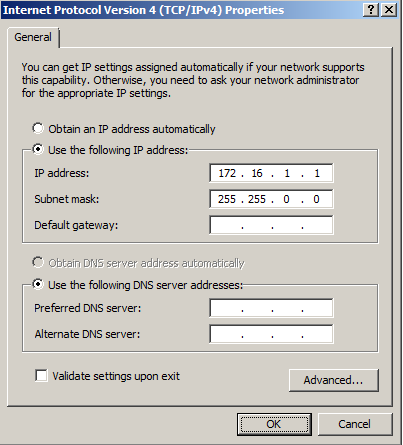 Internet Protocol Version 4 (TCP/IPv4) Properties
General
You can get IP settings assigned automatically if your network supports
this capability. Otherwise, you need to ask your network administrator
for the appropriate IP settings.
Obtain an IP address automatically
Use the following IP address:
IP address: 172 . 16 . 1 . 1
Subnet mask: 255 . 255 . 0 . 0
Default gateway: . . .
Obtain DNS server address automatically
Use the following DNS server addresses:
Preferred DNS server: . . .
Alternate DNS server: . . .
Validate settings upon exit
Advanced...
OK Cancel